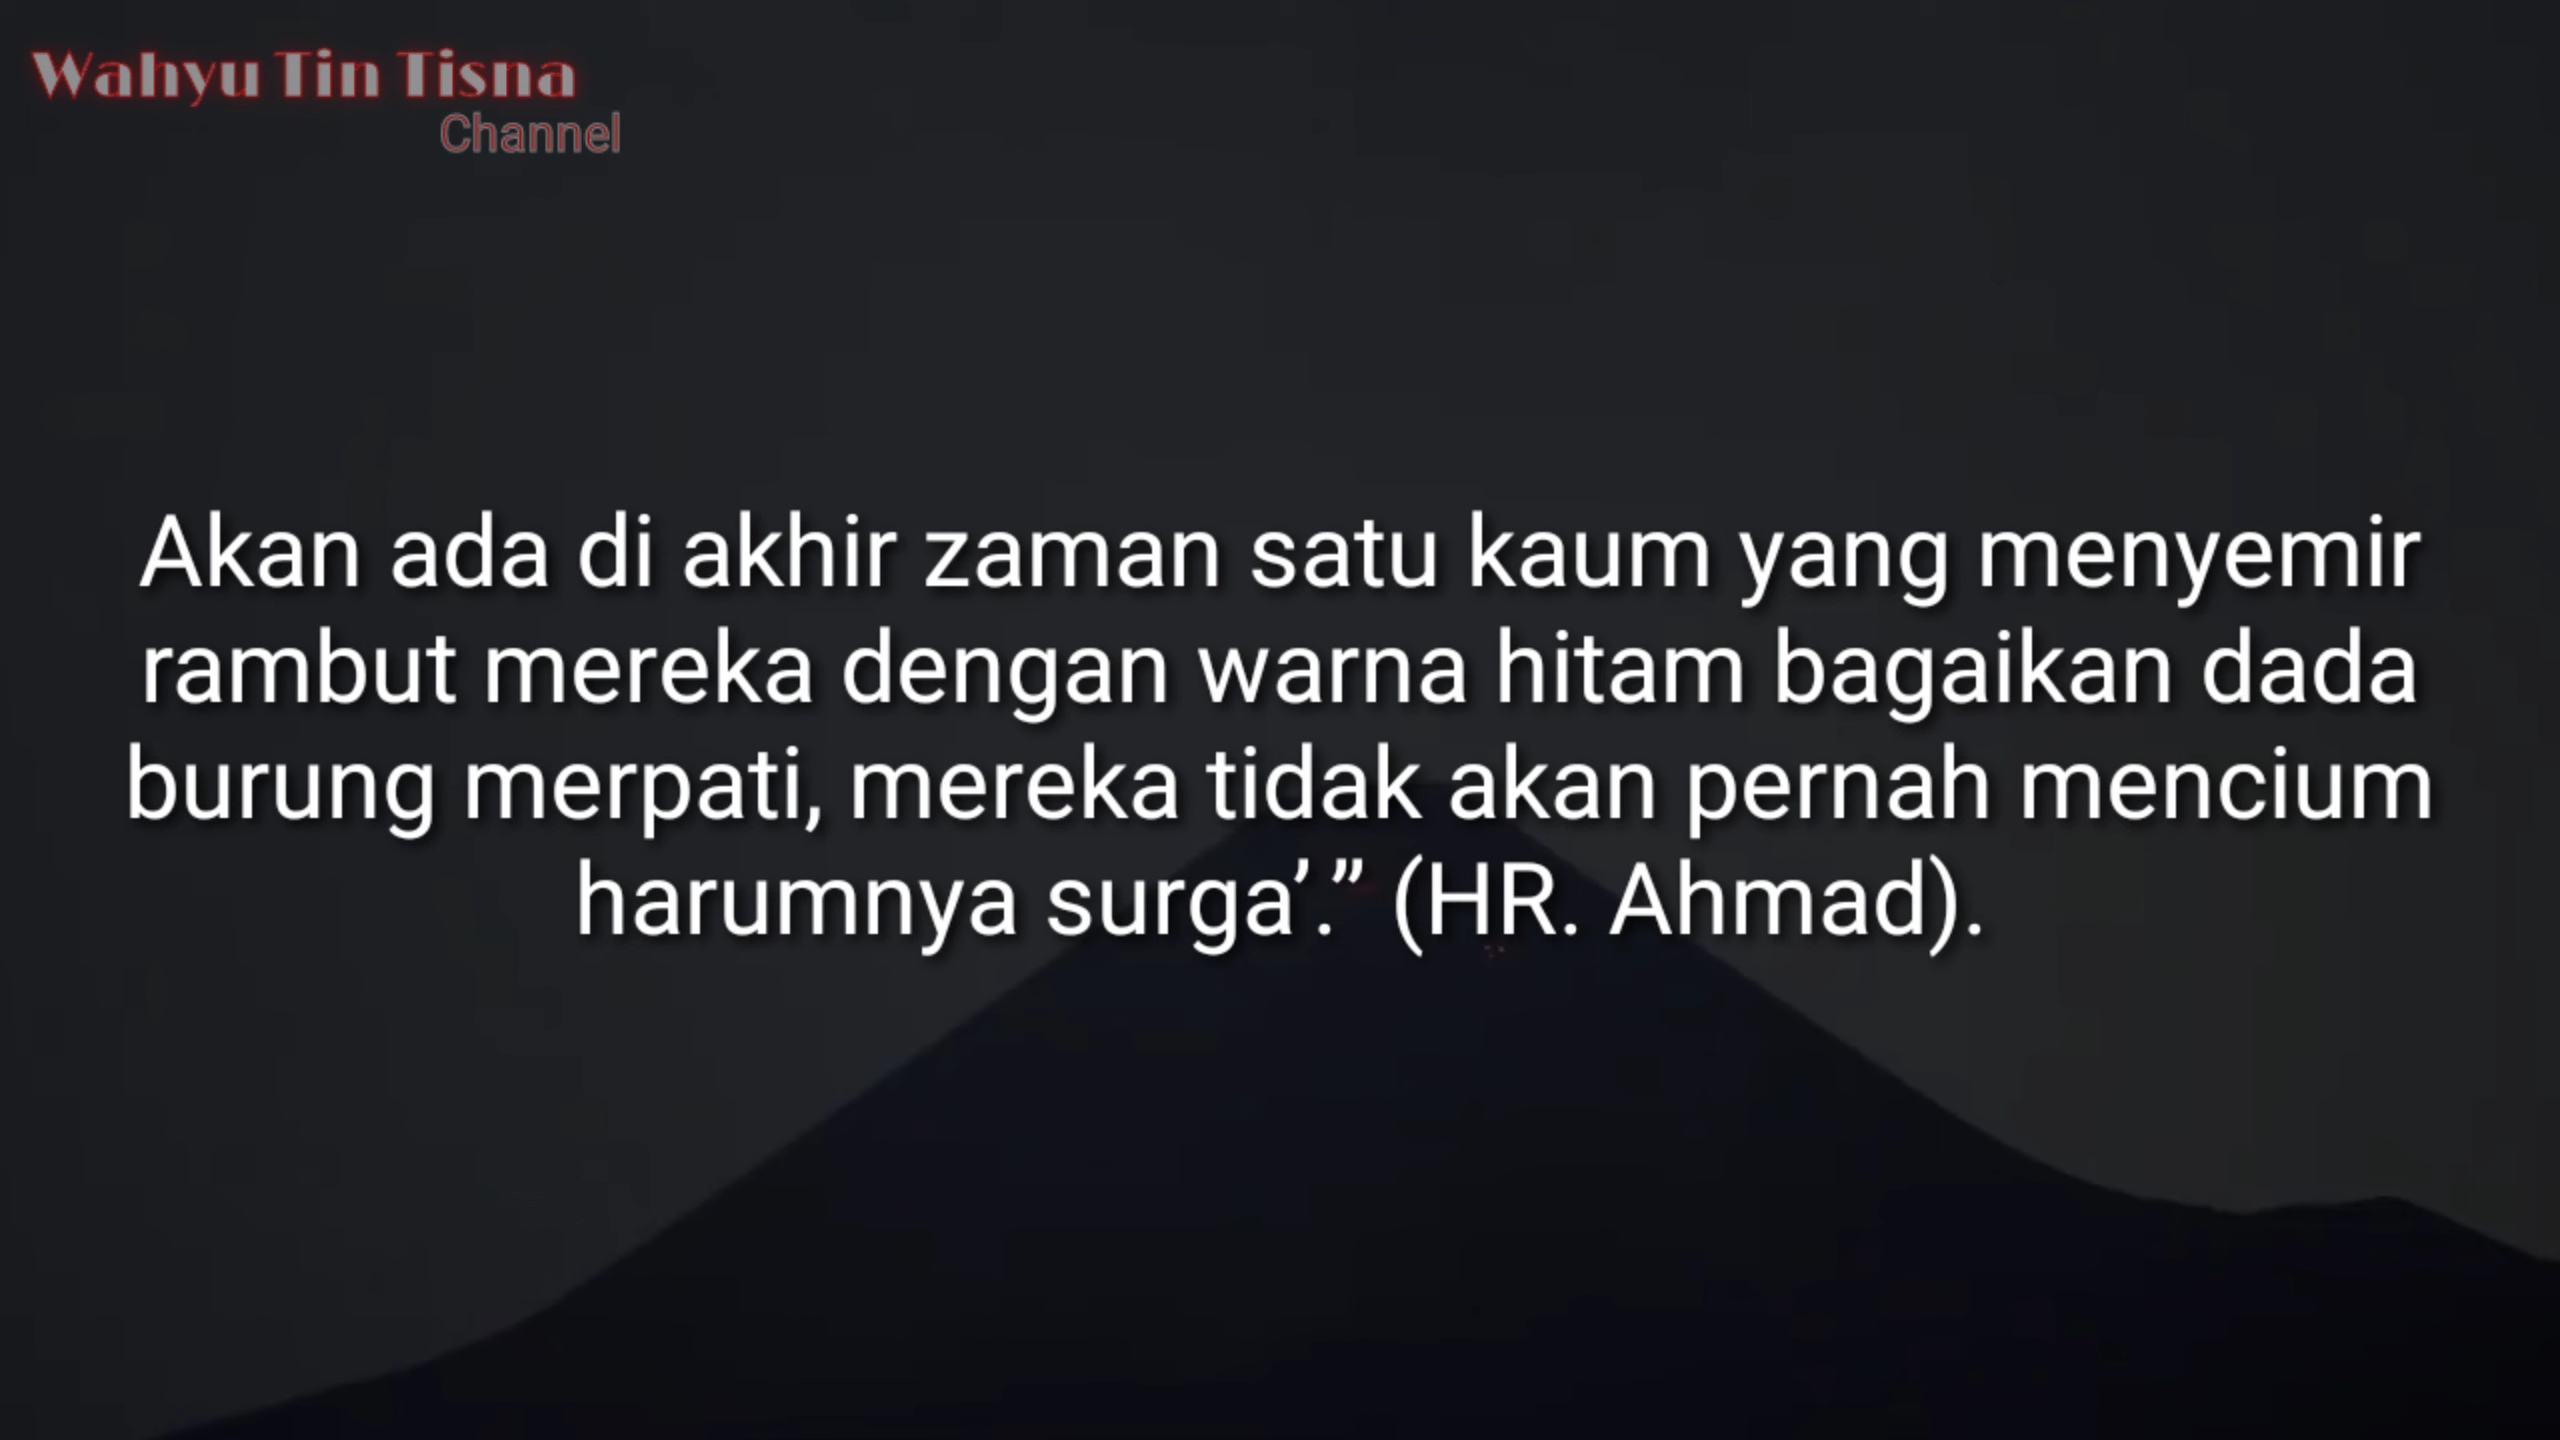 Wahyu Tin Tisna
Channel
Akan ada di akhir zaman satu kaum yang menyemir
rambut mereka dengan warna hitam bagaikan dada
burung merpati, mereka tidak akan pernah mencium
harumnya surga’.” (HR. Ahmad).